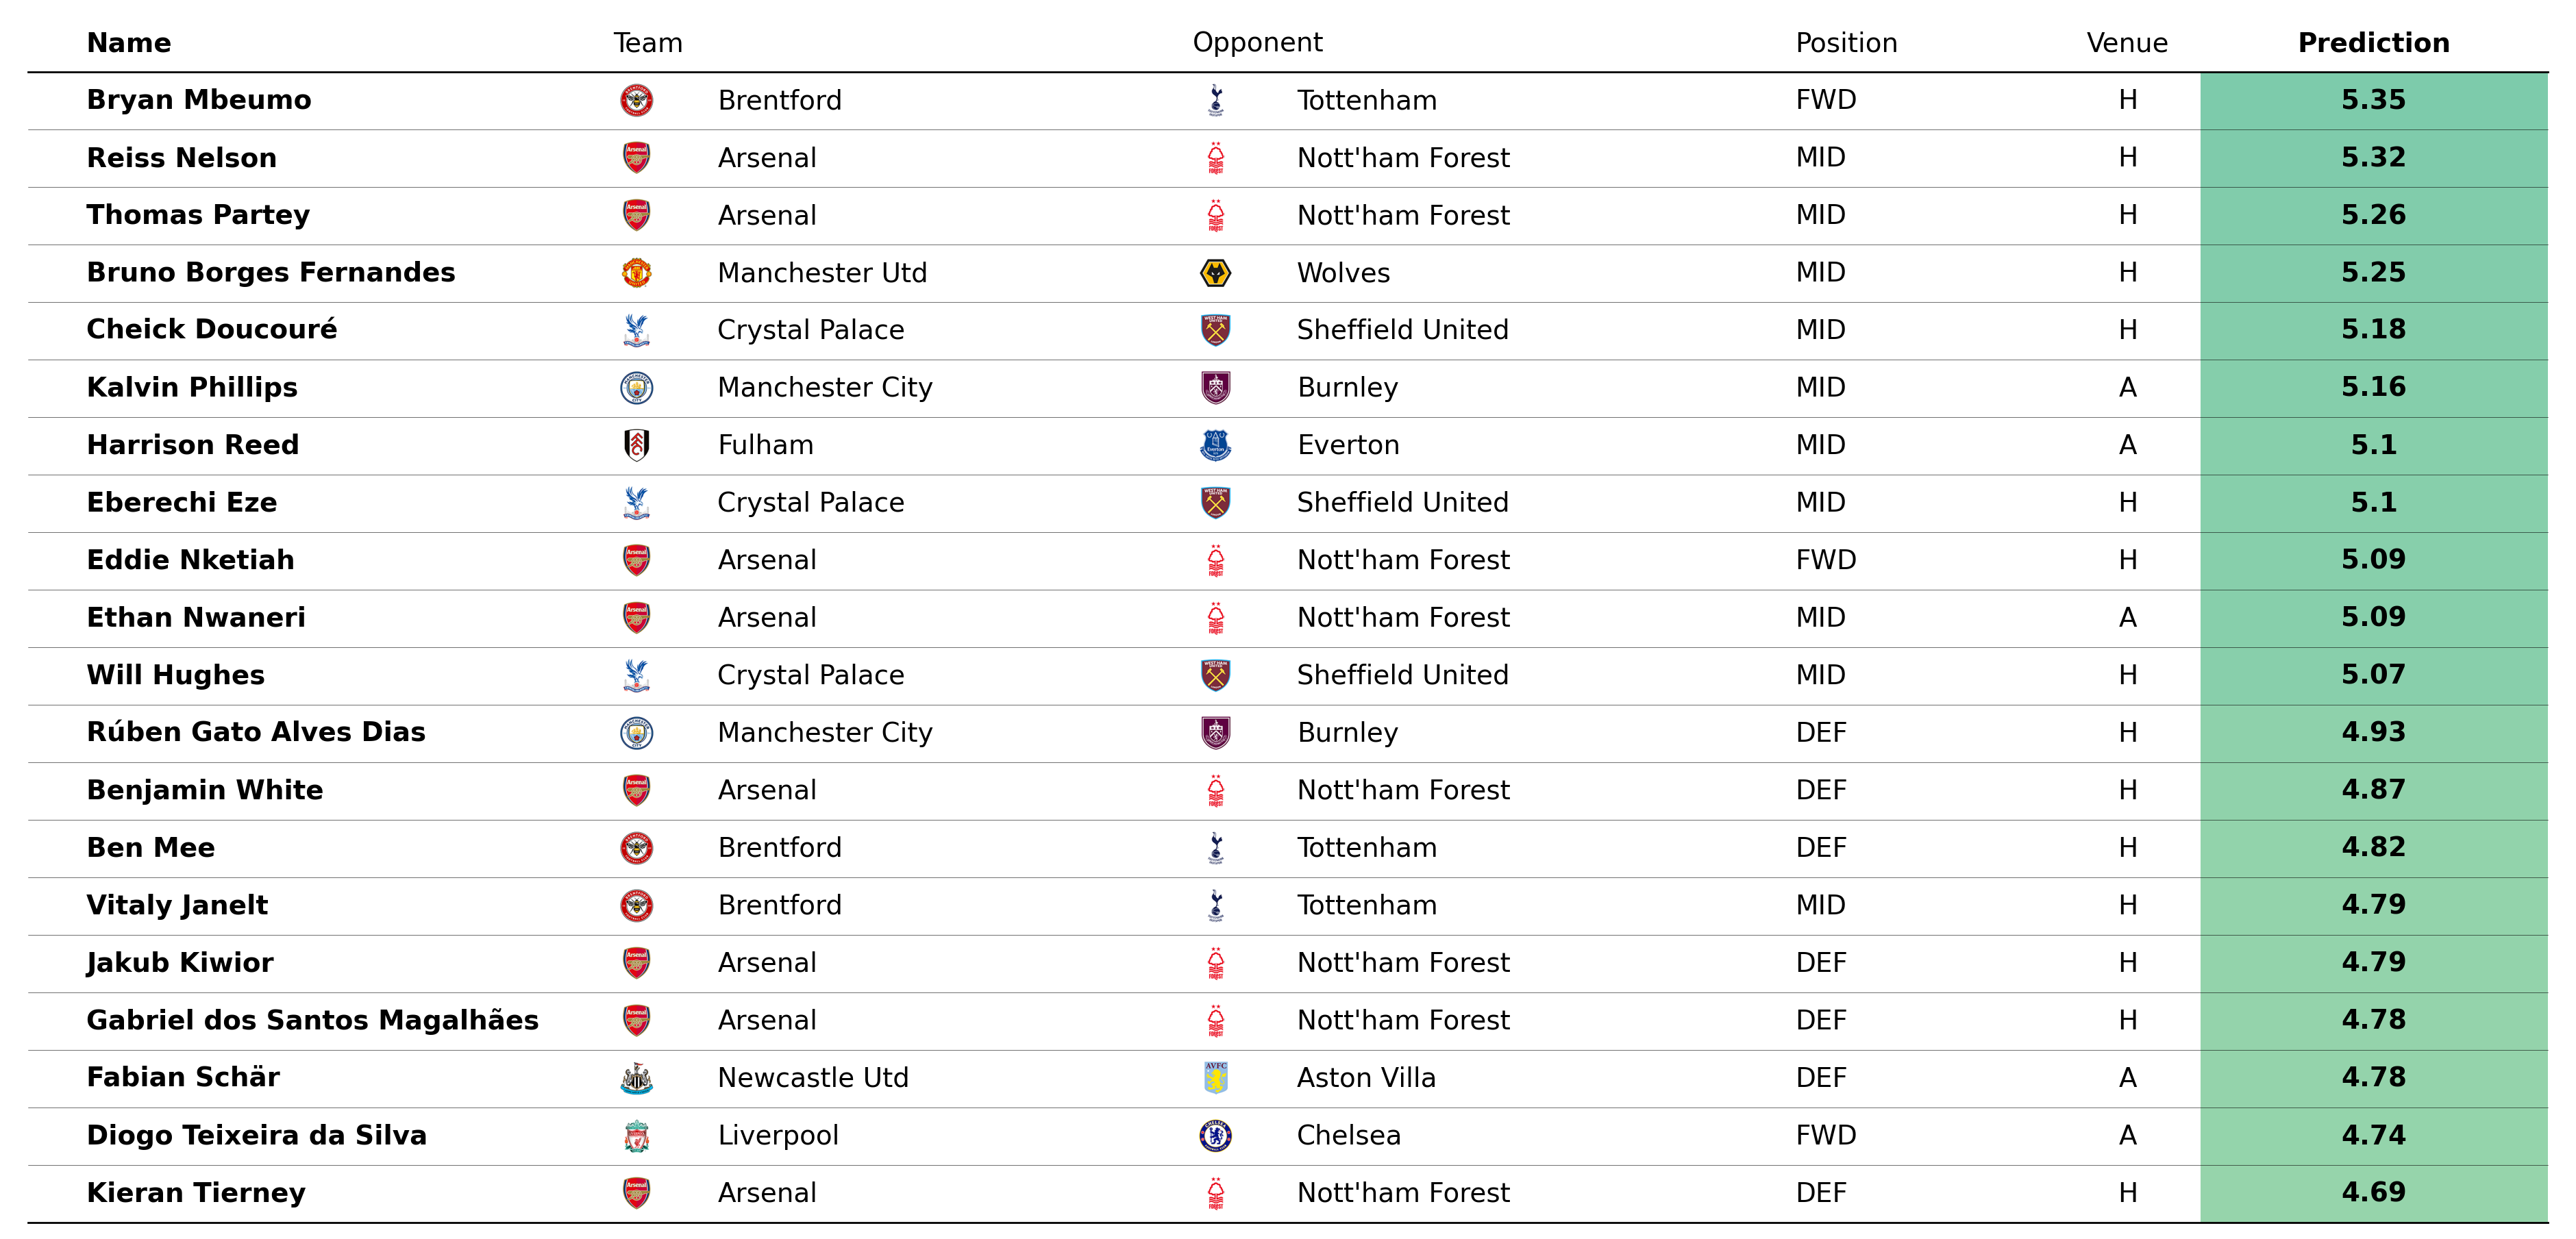 Name Team Opponent Position Venue Prediction
Bryan Mbeumo Brentford Tottenham FWD H 5.35
Reiss Nelson Arsenal Nott'ham Forest MID H 5.32
Thomas Partey Arsenal Nott'ham Forest MID H 5.26
Bruno Borges Fernandes Manchester Utd Wolves MID H 5.25
Cheick Doucouré Crystal Palace Sheffield United MID H 5.18
Kalvin Phillips Manchester City Burnley MID A 5.16
Harrison Reed Fulham Everton MID A 5.1
Eberechi Eze Crystal Palace Sheffield United MID H 5.1
Eddie Nketiah Arsenal Nott'ham Forest FWD H 5.09
Ethan Nwaneri Arsenal Nott'ham Forest MID A 5.09
Will Hughes Crystal Palace Sheffield United MID H 5.07
Rúben Gato Alves Dias Manchester City Burnley DEF H 4.93
Benjamin White Arsenal Nott'ham Forest DEF H 4.87
Ben Mee Brentford Tottenham DEF H 4.82
Vitaly Janelt Brentford Tottenham MID H 4.79
Jakub Kiwior Arsenal Nott'ham Forest DEF H 4.79
Gabriel dos Santos Magalhães Arsenal Nott'ham Forest DEF H 4.78
Fabian Schär Newcastle Utd Aston Villa DEF A 4.78
Diogo Teixeira da Silva Liverpool Chelsea FWD A 4.74
Kieran Tierney Arsenal Nott'ham Forest DEF H 4.69